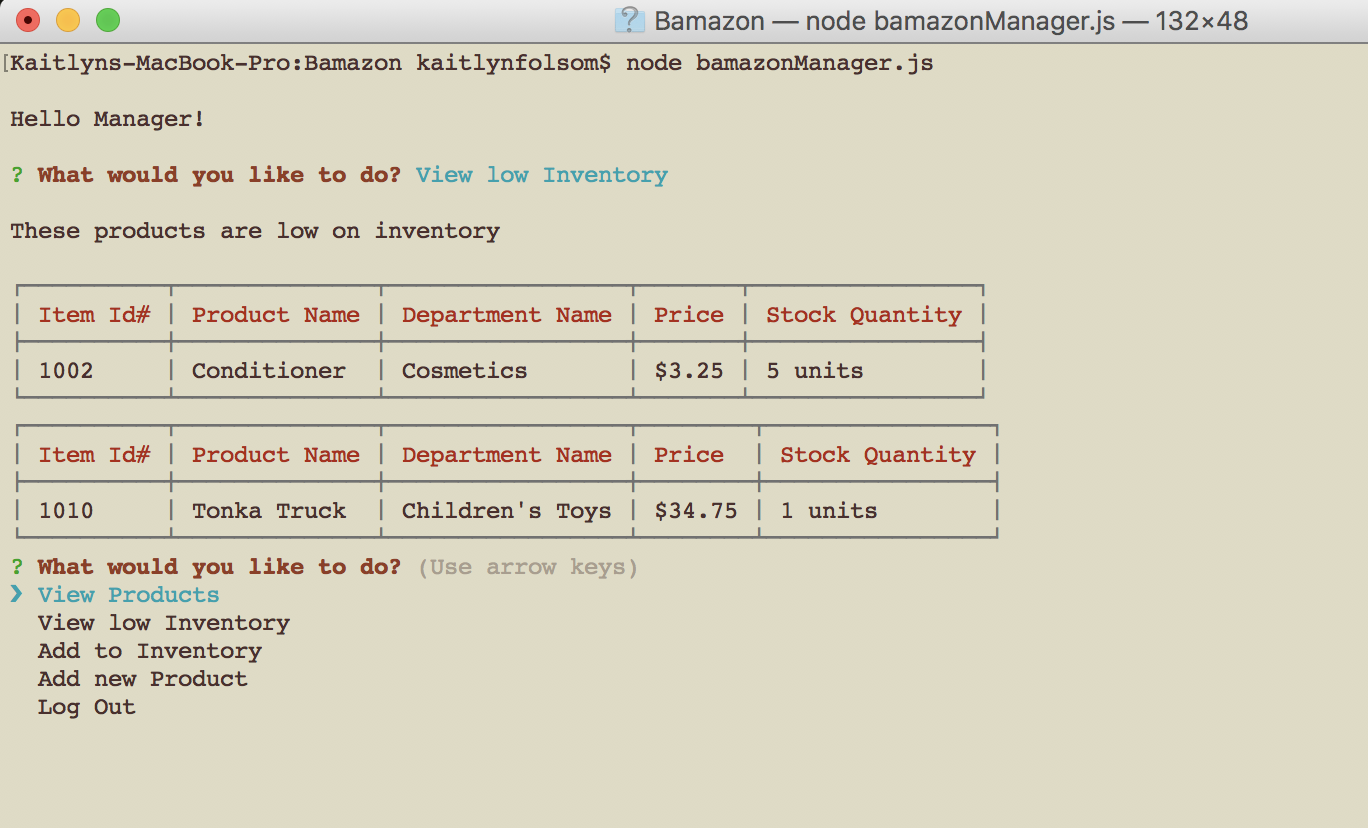 Bamazon — node bamazonManager.js — 132×48
[Kaitlyns-MacBook-Pro:Bamazon kaitlynfolsom$ node bamazonManager.js
Hello Manager!
? What would you like to do? View low Inventory
These products are low on inventory
Item Id# | Product Name | Department Name | Price | Stock Quantity
1002 | Conditioner | Cosmetics | $3.25 | 5 units
Item Id# | Product Name | Department Name | Price | Stock Quantity
1010 | Tonka Truck | Children's Toys | $34.75 | 1 units
? What would you like to do? (Use arrow keys)
❯ View Products
View low Inventory
Add to Inventory
Add new Product
Log Out